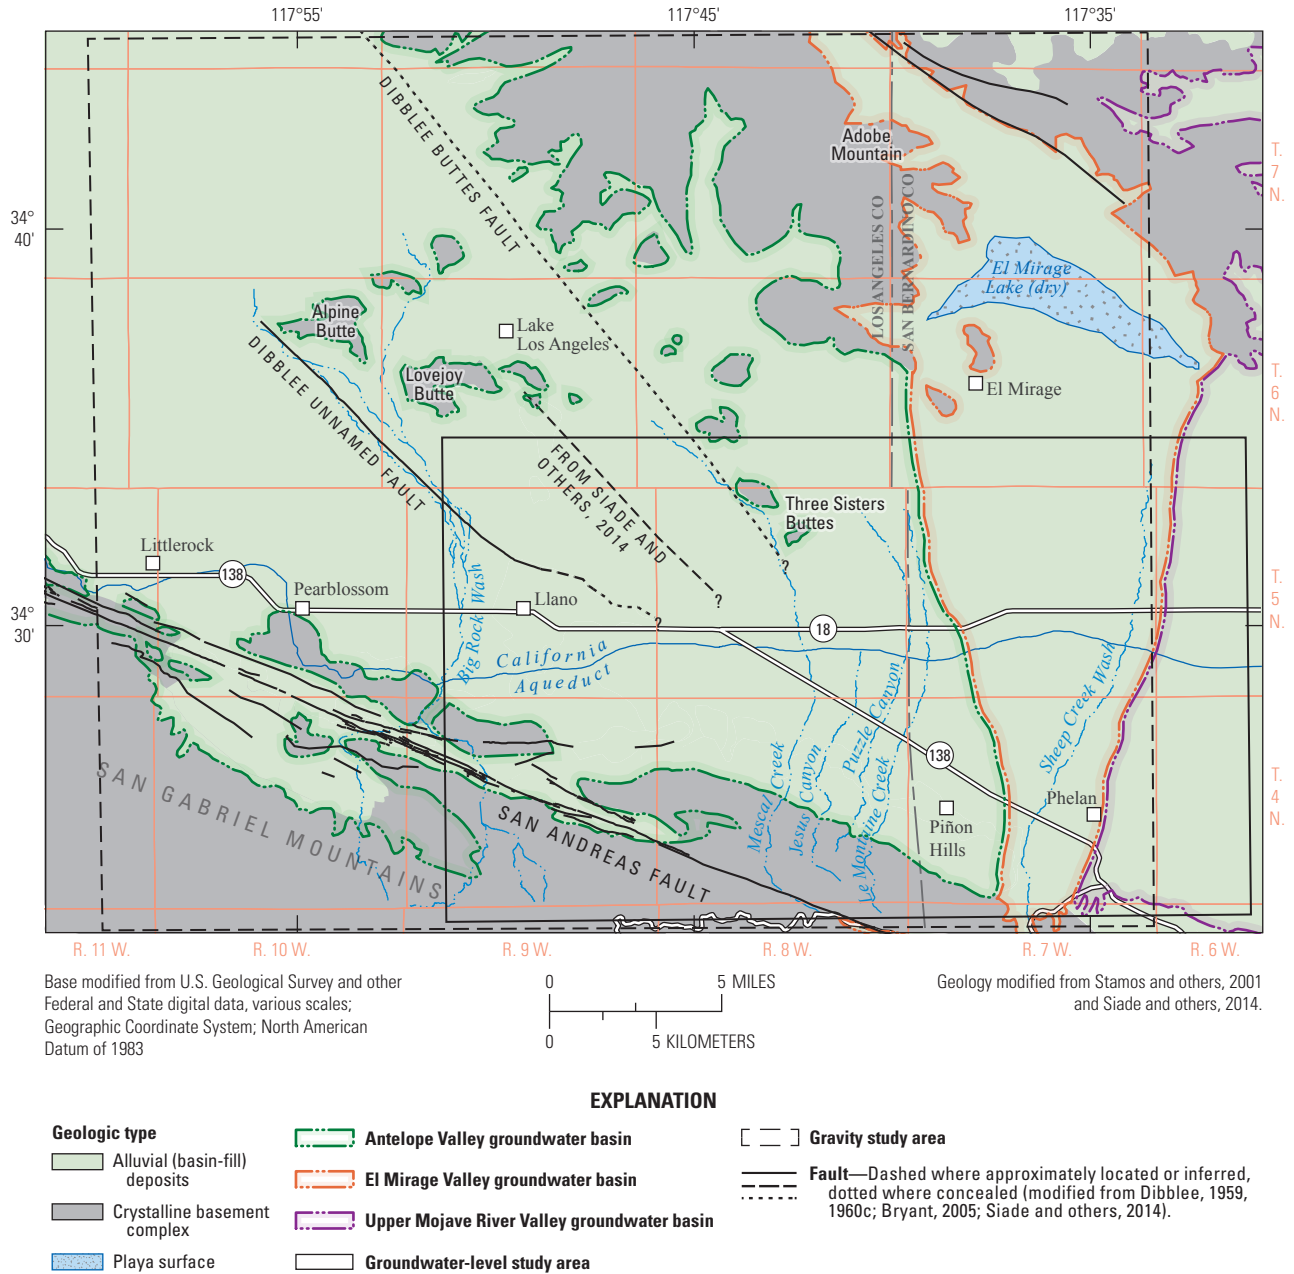 117°55'
117°45'
117°35'
34°
40'
34°
30'
T.
7
N.
T.
6
N.
T.
5
N.
T.
4
N.
DIBBLEE BUTTES FAULT
Adobe
Mountain
LOS ANGELES CO
SAN BERNARDINO CO
El Mirage
Lake (dry)
Alpine
Butte
Lake
Los Angeles
Lovejoy
Butte
El Mirage
DIBBLEE UNNAMED FAULT
FROM SIADE AND
OTHERS, 2014
Three Sisters
Buttes
?
?
?
Littlerock
138
Pearblossom
Big Rock Wash
Llano
18
California
Aqueduct
Mescal Creek
Jesus Canyon
Puzzle Canyon
Le Montaine Creek
Sheep Creek Wash
138
Phelan
Piñon
Hills
SAN GABRIEL MOUNTAINS
SAN ANDREAS FAULT
R. 11 W.
R. 10 W.
R. 9 W.
R. 8 W.
R. 7 W.
R. 6 W.
Base modified from U.S. Geological Survey and other
Federal and State digital data, various scales;
Geographic Coordinate System; North American
Datum of 1983
0
5 MILES
0
5 KILOMETERS
Geology modified from Stamos and others, 2001
and Siade and others, 2014.
EXPLANATION
Geologic type
Alluvial (basin-fill)
deposits
Crystalline basement
complex
Playa surface
Antelope Valley groundwater basin
El Mirage Valley groundwater basin
Upper Mojave River Valley groundwater basin
Groundwater-level study area
Gravity study area
Fault—Dashed where approximately located or inferred,
dotted where concealed (modified from Dibblee, 1959,
1960c; Bryant, 2005; Siade and others, 2014).